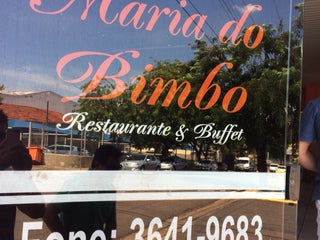 Maria do
Bimbo
Restaurante & Buffet
Fone: 3641-9683